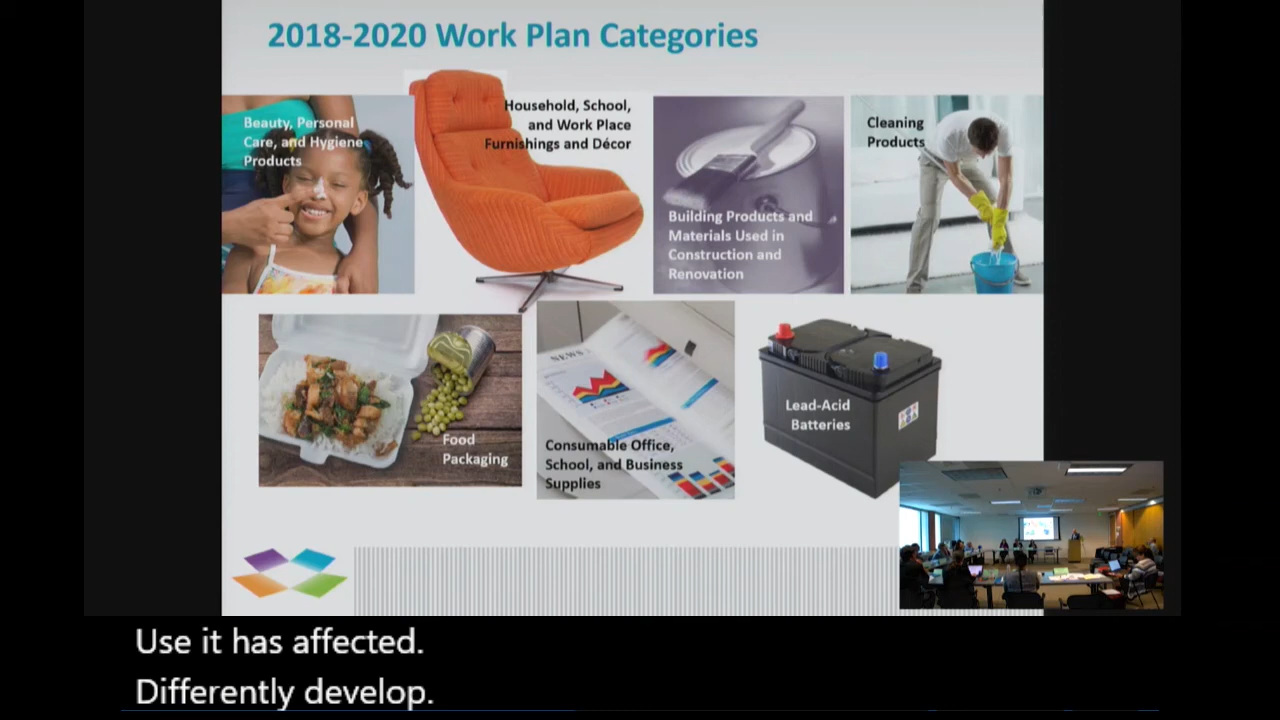 2018-2020 Work Plan Categories
Beauty, Personal
Care, and Hygiene
Products
Household, School,
and Work Place
Furnishings and Décor
Building Products and
Materials Used in
Construction and
Renovation
Cleaning
Products
Food
Packaging
NEWS
Consumable Office,
School, and Business
Supplies
Lead-Acid
Batteries
Use it has affected.
Differently develop.